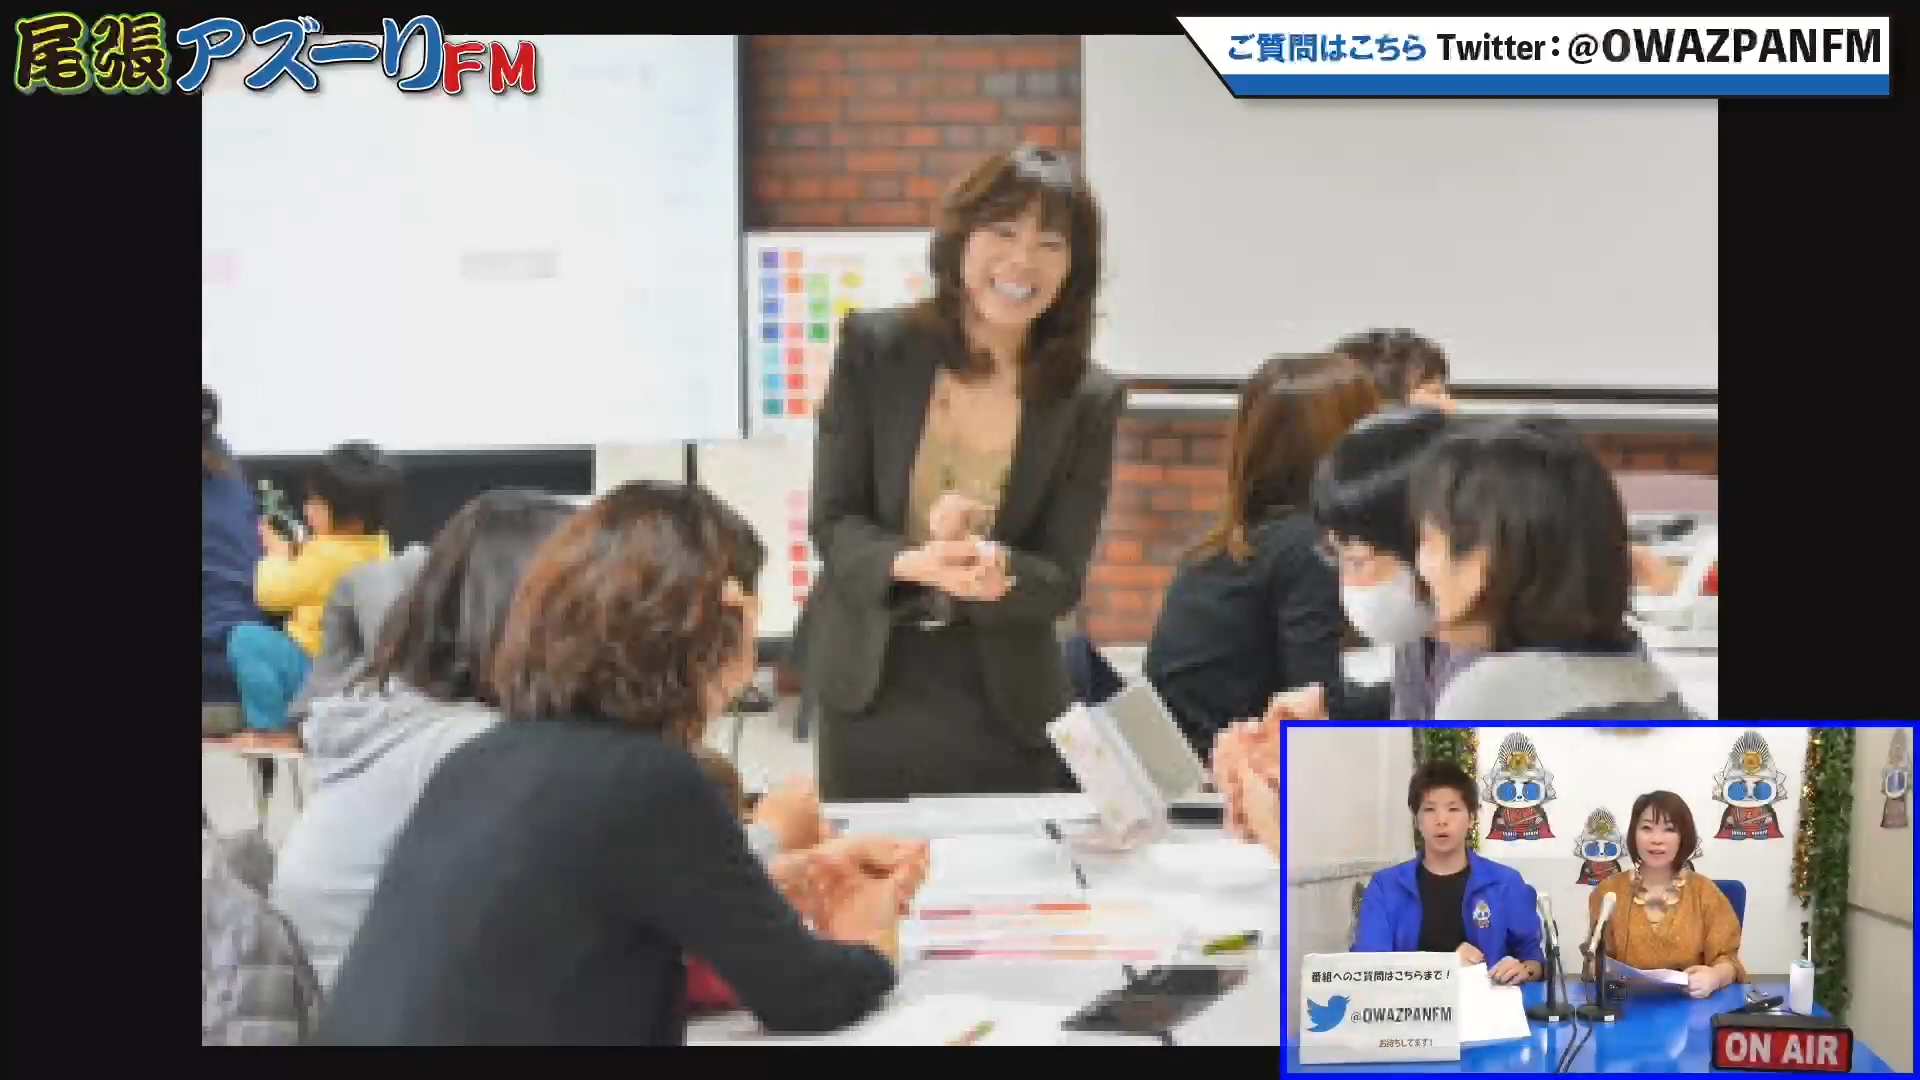 尾張アズーりFM
ご質問はこちら Twitter：@OWAZPANFM
番組へのご質問はこちらまで！
@OWAZPANFM
お待ちしてます！
ON AIR